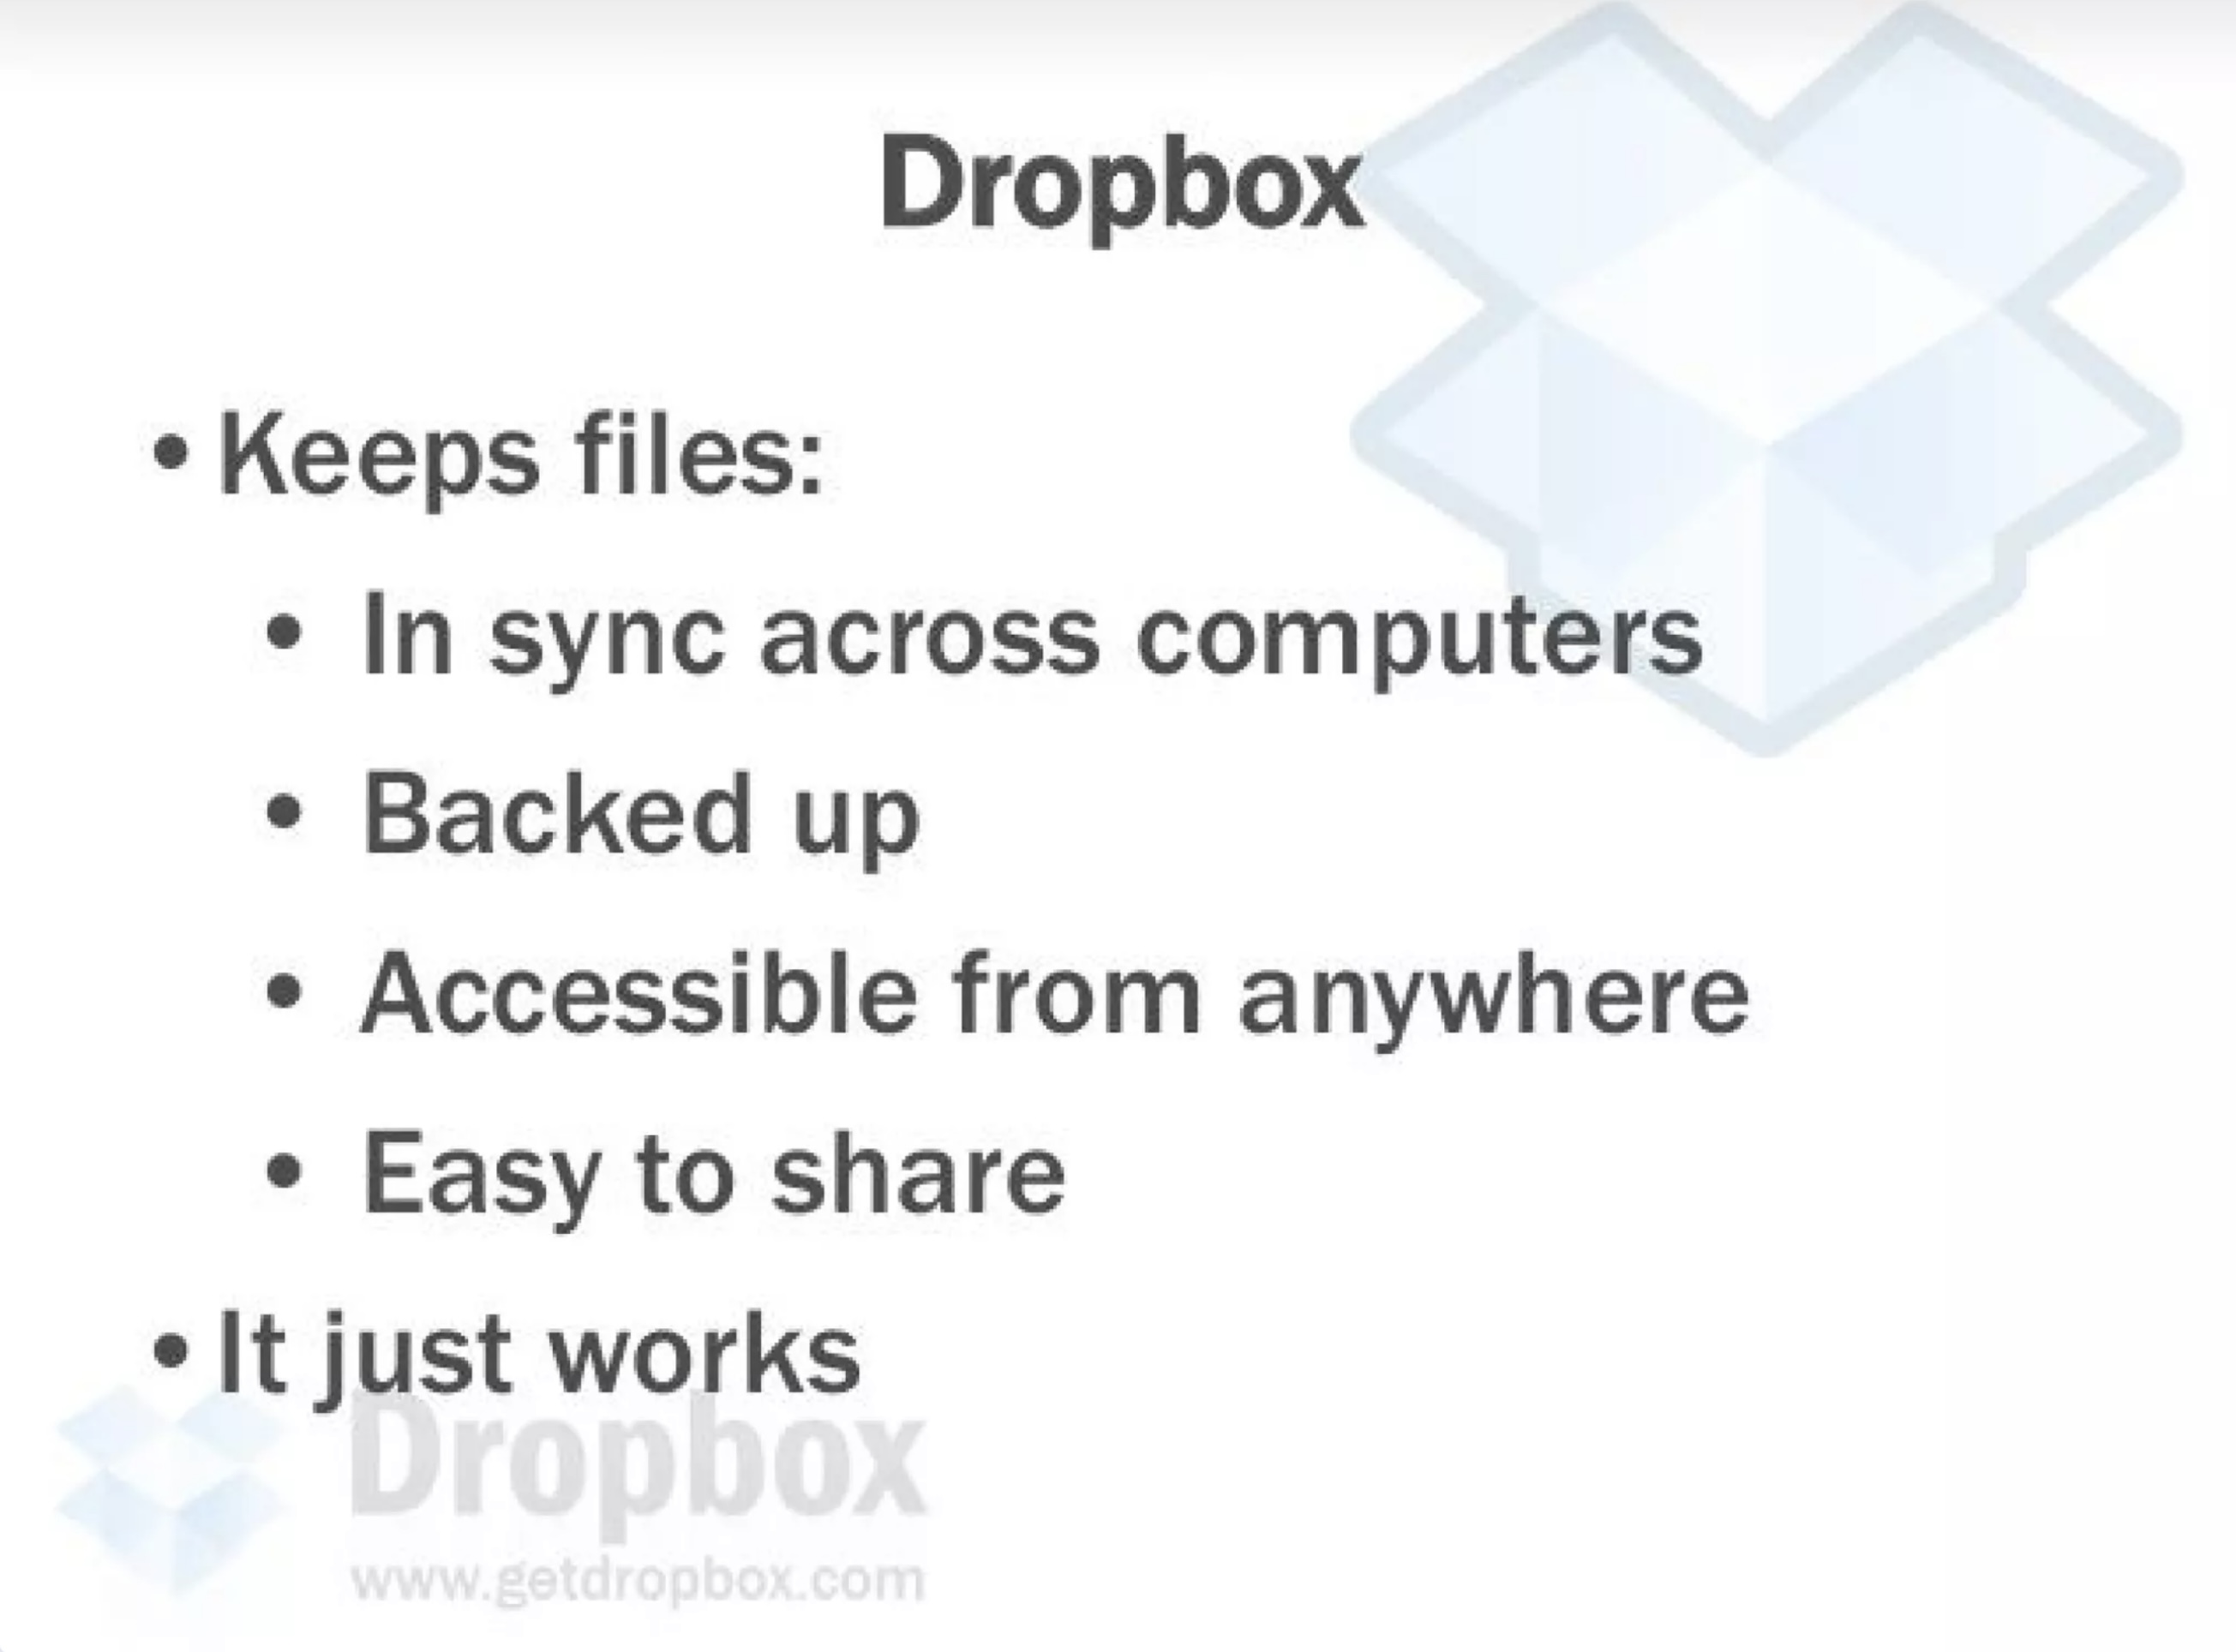 Dropbox
• Keeps files:
• In sync across computers
• Backed up
• Accessible from anywhere
• Easy to share
• It just works
Dropbox
www.getdropbox.com